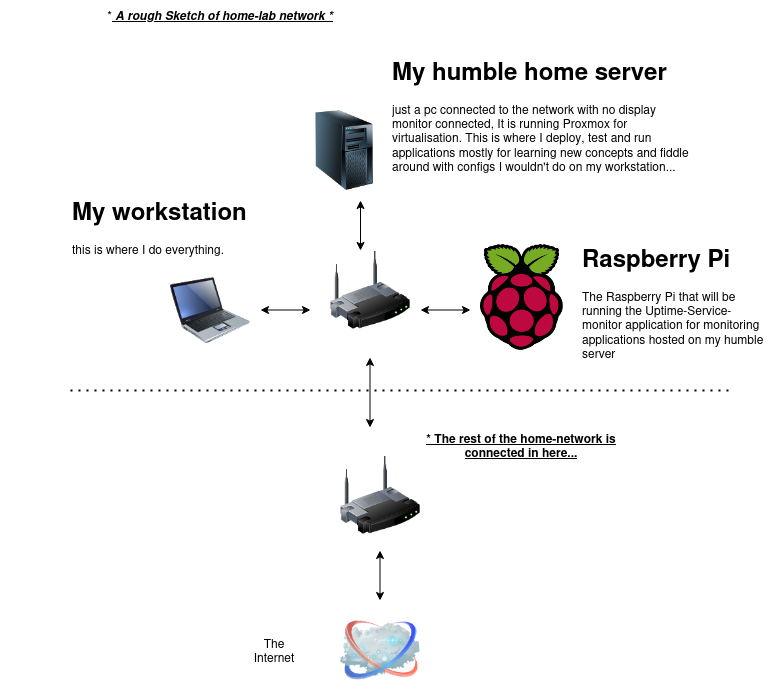 * A rough Sketch of home-lab network *
My humble home server
just a pc connected to the network with no display
monitor connected, It is running Proxmox for
virtualisation. This is where I deploy, test and run
applications mostly for learning new concepts and fiddle
around with configs I wouldn't do on my workstation...
My workstation
this is where I do everything.
Raspberry Pi
The Raspberry Pi that will be
running the Uptime-Service-
monitor application for monitoring
applications hosted on my humble
server
* The rest of the home-network is
connected in here...
The
Internet